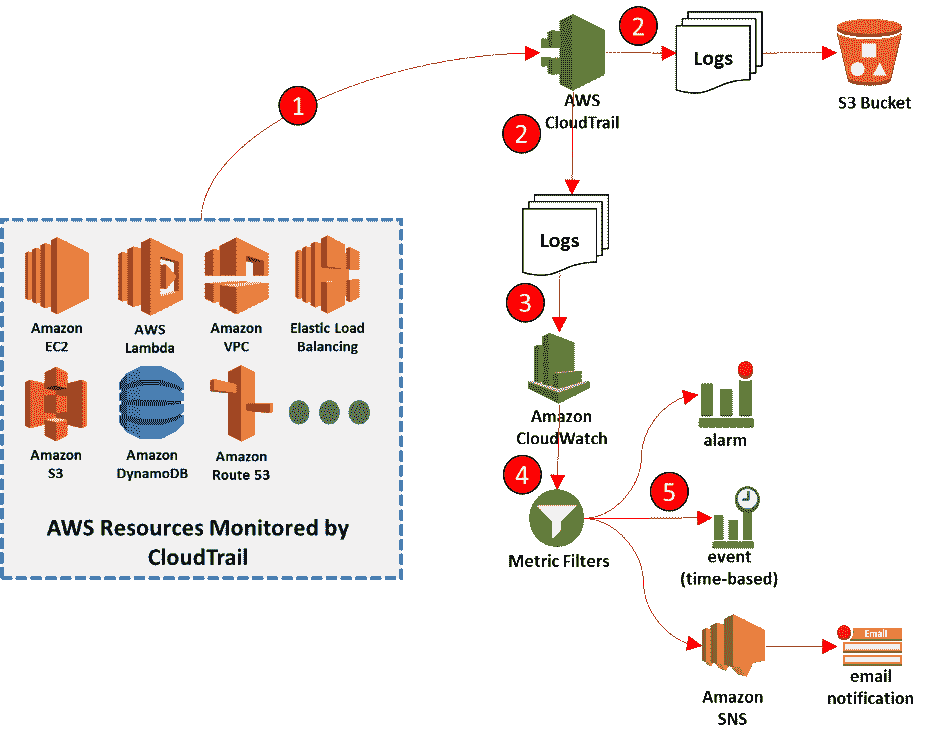 1
2
Logs
S3 Bucket
AWS
CloudTrail
2
Logs
3
Amazon
EC2
AWS
Lambda
Amazon
VPC
Elastic Load
Balancing
Amazon
S3
Amazon
DynamoDB
Amazon
Route 53
AWS Resources Monitored by
CloudTrail
Amazon
CloudWatch
4
Metric Filters
alarm
5
event
(time-based)
Amazon
SNS
Email
email
notification